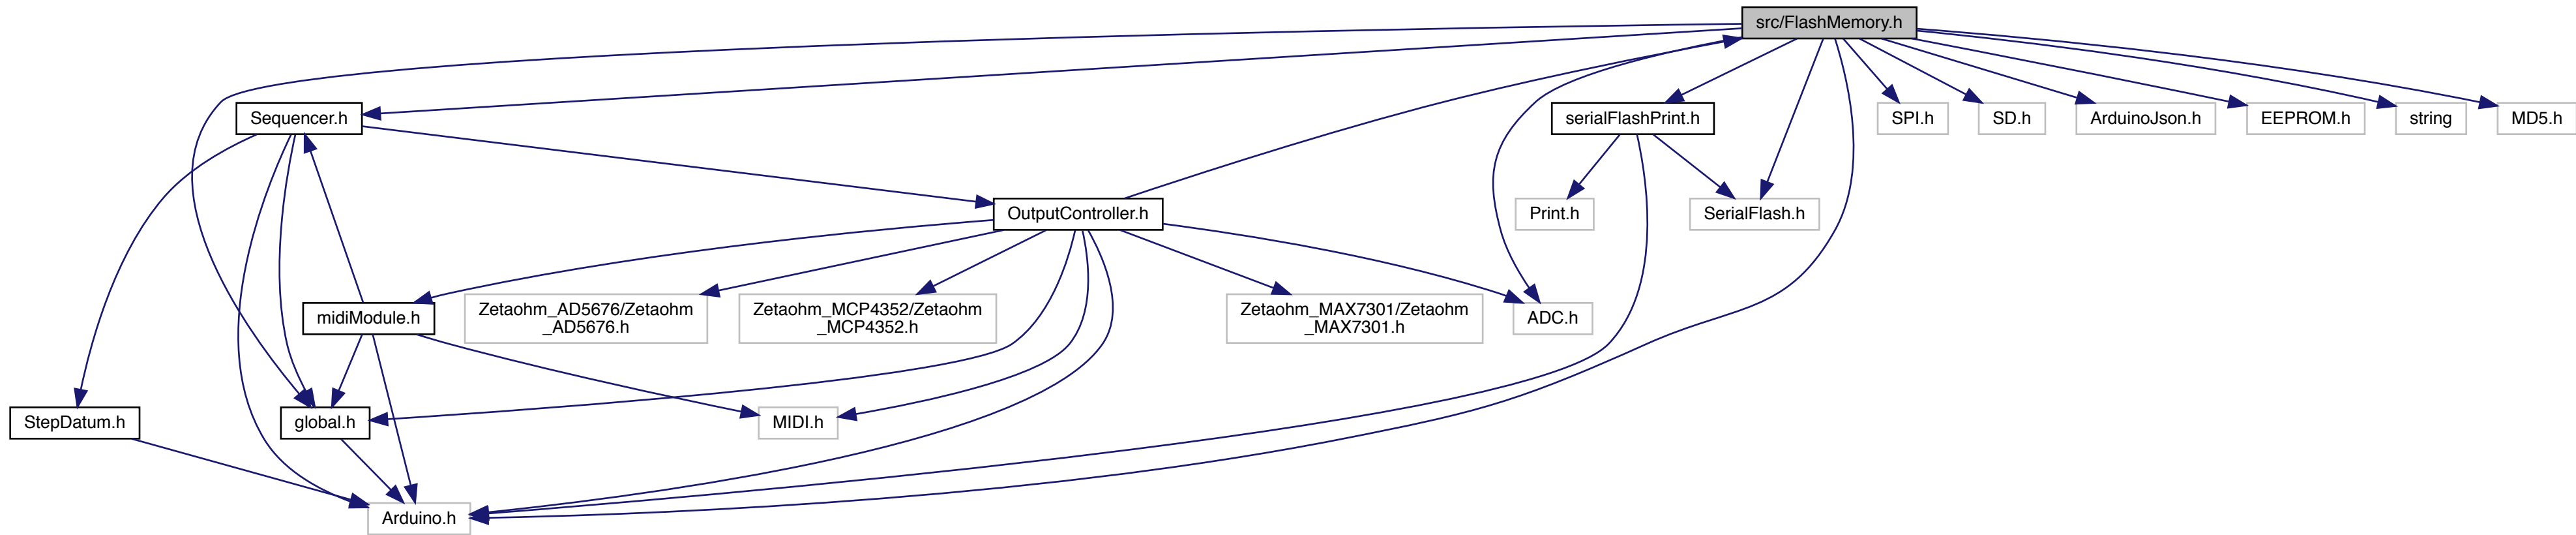 src/FlashMemory.h
Sequencer.h
serialFlashPrint.h
SPI.h
SD.h
ArduinoJson.h
EEPROM.h
string
MD5.h
OutputController.h
Print.h
SerialFlash.h
midiModule.h
Zetaohm_AD5676/Zetaohm
_AD5676.h
Zetaohm_MCP4352/Zetaohm
_MCP4352.h
Zetaohm_MAX7301/Zetaohm
_MAX7301.h
ADC.h
StepDatum.h
global.h
MIDI.h
Arduino.h